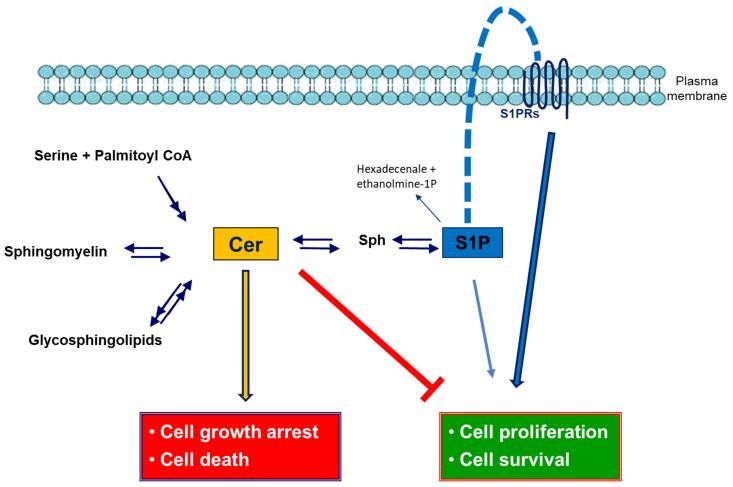 Plasma
membrane
S1PRs
Serine + Palmitoyl CoA
Hexadecenale +
ethanolmine-1P
Sphingomyelin
Cer
Sph
S1P
Glycosphingolipids
• Cell growth arrest
• Cell death
• Cell proliferation
• Cell survival